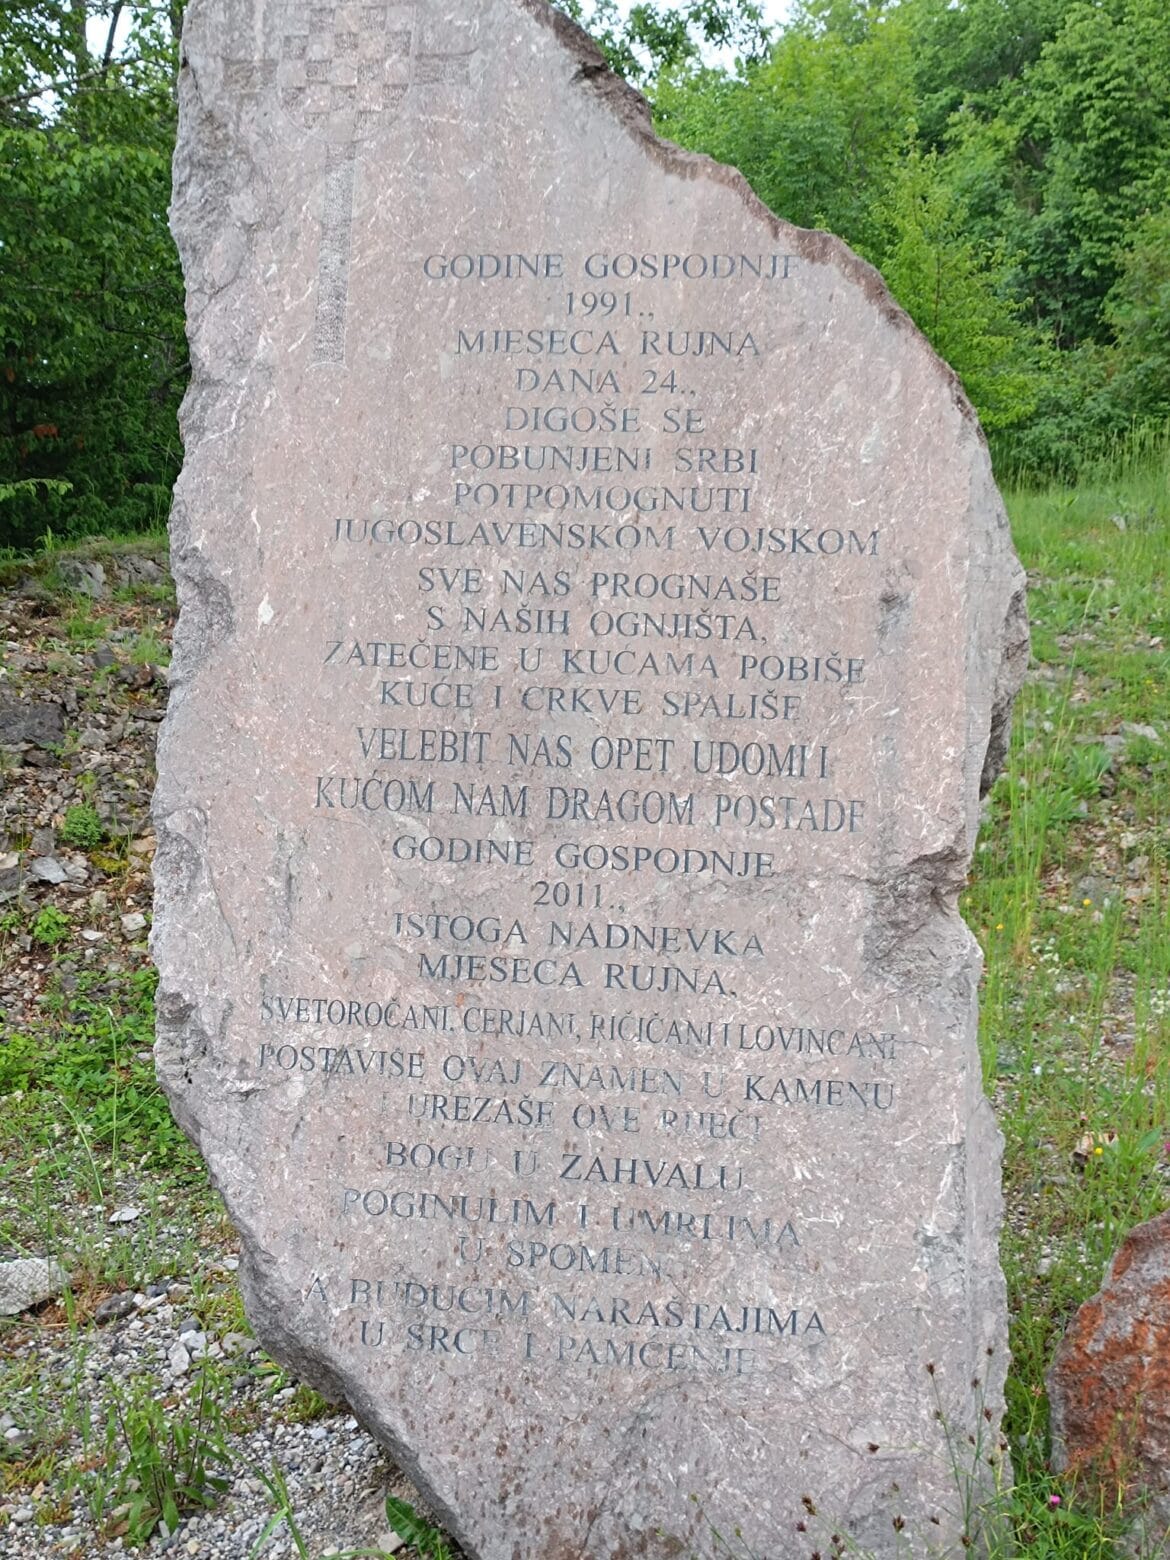 GODINE GOSPODNJE
1991.,
MJESECA RUJNA
DANA 24.,
DIGOŠE SE
POBUNJENI SRBI
POTPOMOGNUTI
JUGOSLAVENSKOM VOJSKOM
SVE NAS PROGNAŠE
S NAŠIH OGNJIŠTA,
ZATEČENE U KUĆAMA POBIŠE
KUĆE I CRKVE SPALIŠE
VELEBIT NAS OPET UDOMI I
KUĆOM NAM DRAGOM POSTADE
GODINE GOSPODNJE
2011.,
ISTOGA NADNEVKA
MJESECA RUJNA,
SVETOROČANI, CERJANI, RIČIČANI I LOVINČANI
POSTAVIŠE OVAJ ZNAMEN U KAMENU
I UREZAŠE OVE RIJEČI
BOGU U ZAHVALU
POGINULIM I UMRLIMA
U SPOMEN,
A BUDUĆIM NARAŠTAJIMA
U SRCE I PAMĆENJE